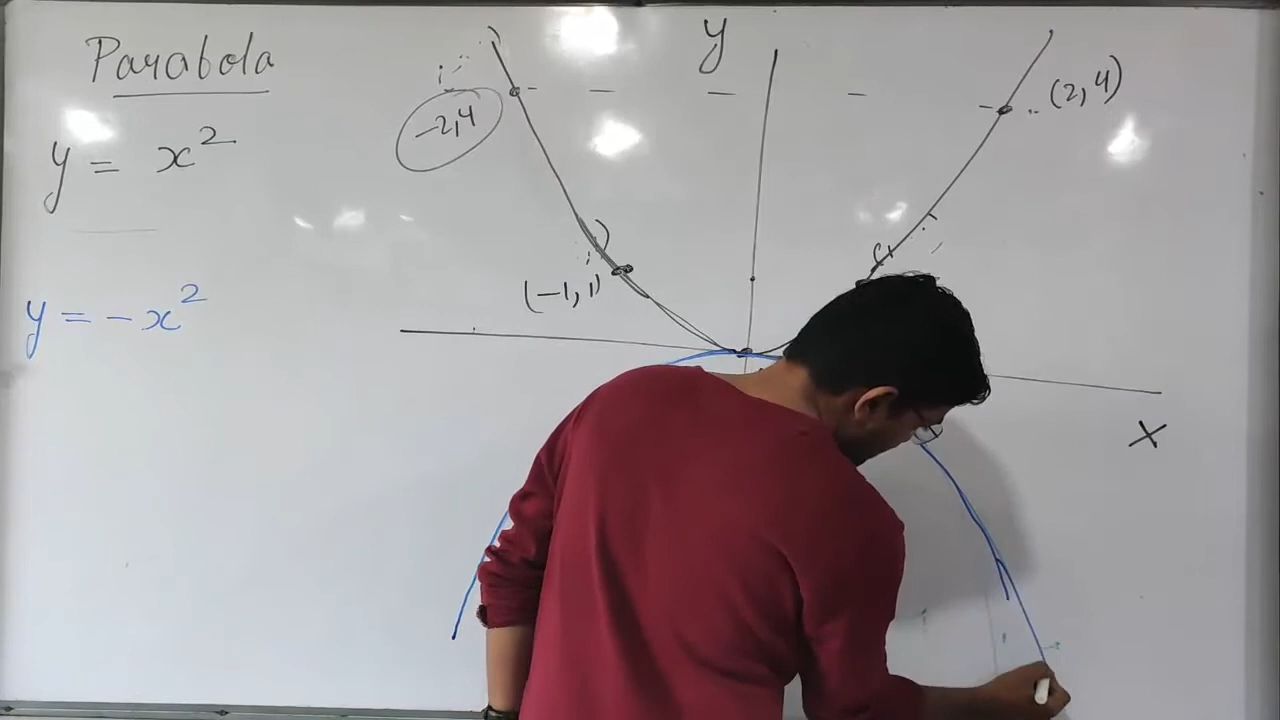 Parabola
y = x²
y = -x²
y
-2,4
(2,4)
(-1,1)
x